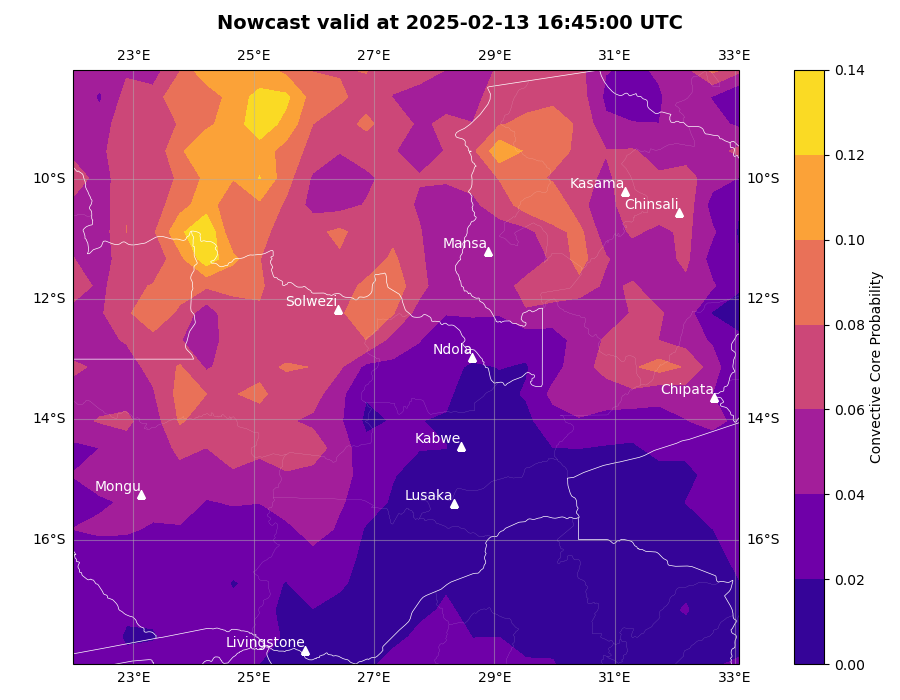 Nowcast valid at 2025-02-13 16:45:00 UTC
23°E 25°E 27°E 29°E 31°E 33°E
0.14
0.12
10°S 10°S
Kasama
Chinsali
0.10
Mansa
12°S 12°S
Solwezi
0.08
Ndola
Chipata
0.06
14°S 14°S
Kabwe
Mongu
Lusaka
0.04
16°S 16°S
0.02
Livingstone
0.00
23°E 25°E 27°E 29°E 31°E 33°E
Convective Core Probability